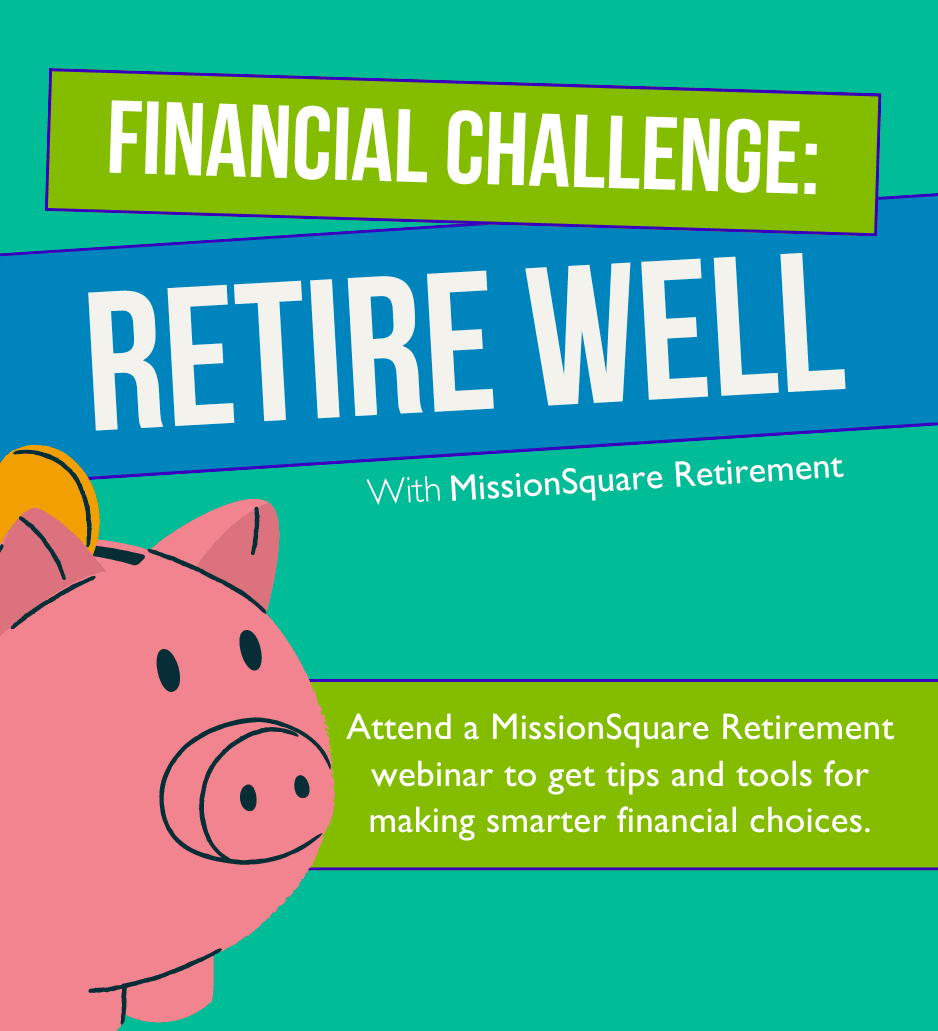 FINANCIAL CHALLENGE:
RETIRE WELL
With MissionSquare Retirement
Attend a MissionSquare Retirement
webinar to get tips and tools for
making smarter financial choices.